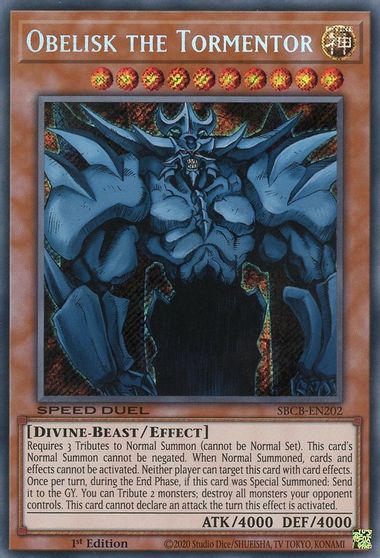 OBELISK THE TORMENTOR
神
SPEED DUEL
SBCB-EN202
[DIVINE-BEAST/EFFECT]
Requires 3 Tributes to Normal Summon (cannot be Normal Set). This card's
Normal Summon cannot be negated. When Normal Summoned, cards and
effects cannot be activated. Neither player can target this card with card effects.
Once per turn, during the End Phase, if this card was Special Summoned: Send
it to the GY. You can Tribute 2 monsters; destroy all monsters your opponent
controls. This card cannot declare an attack the turn this effect is activated.
ATK/4000 DEF/4000
1st Edition
©2020 Studio Dice/SHUEISHA, TV TOKYO, KONAMI